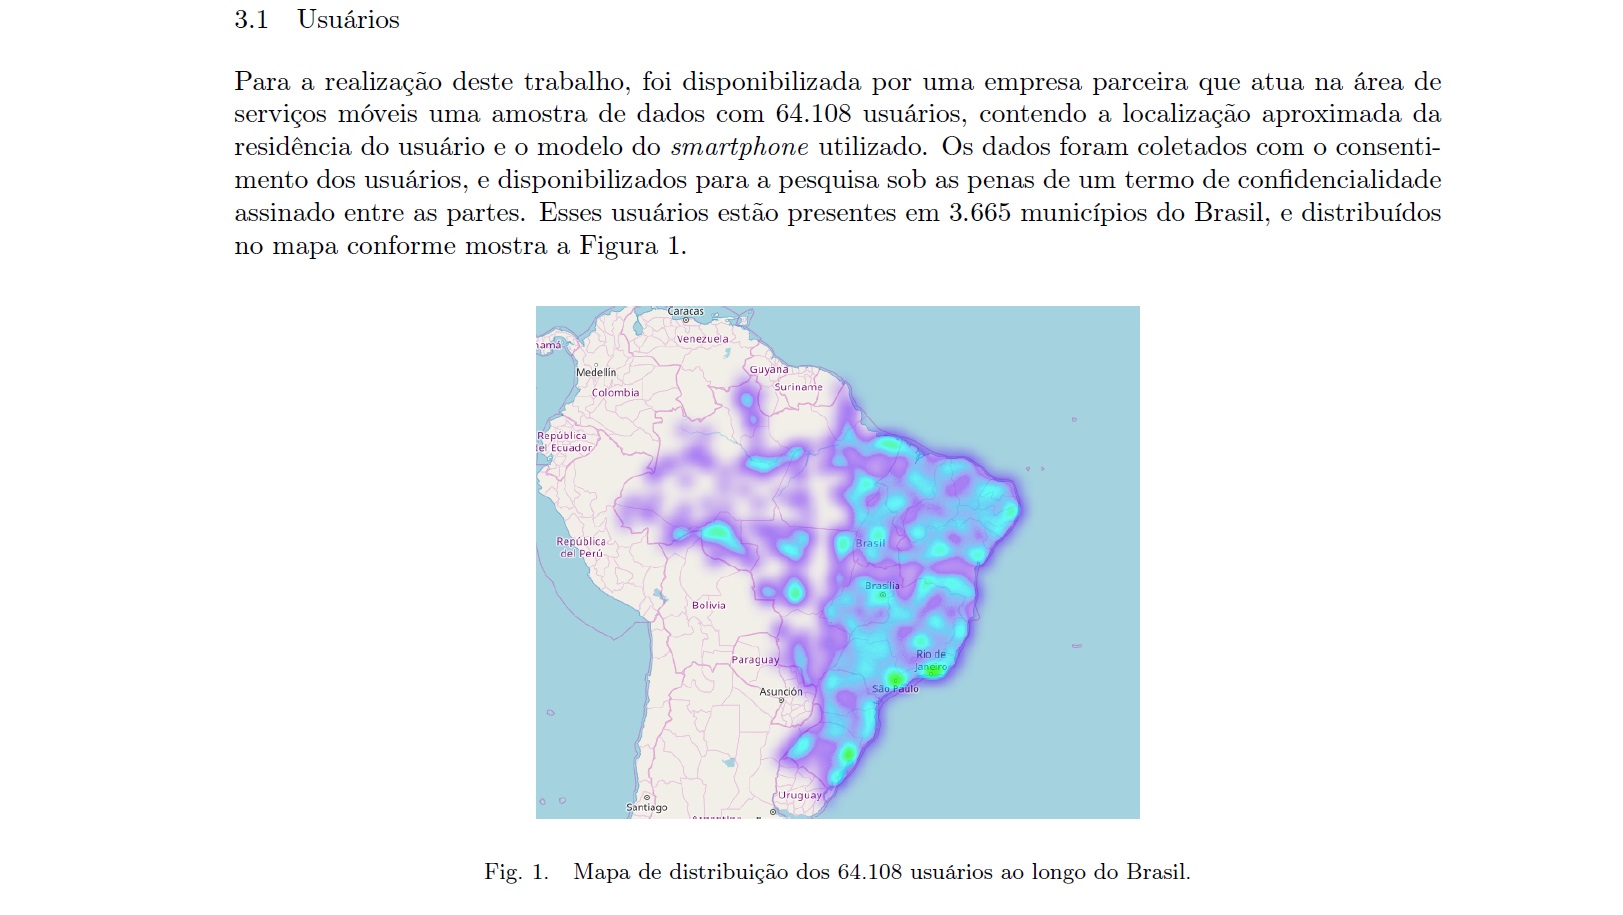 3.1 Usuários
Para a realização deste trabalho, foi disponibilizada por uma empresa parceira que atua na área de
serviços móveis uma amostra de dados com 64.108 usuários, contendo a localização aproximada da
residência do usuário e o modelo do smartphone utilizado. Os dados foram coletados com o consenti-
mento dos usuários, e disponibilizados para a pesquisa sob as penas de um termo de confidencialidade
assinado entre as partes. Esses usuários estão presentes em 3.665 municípios do Brasil, e distribuídos
no mapa conforme mostra a Figura 1.
Caracas
Venezuela
namá
Guyana
Medellín
Suriname
Colombia
República
del Ecuador
República
del Perú
Brasil
Brasília
Bolivia
Rio de
Janeiro
Paraguay
São Paulo
Asunción
Uruguay
Santiago
Fig. 1. Mapa de distribuição dos 64.108 usuários ao longo do Brasil.